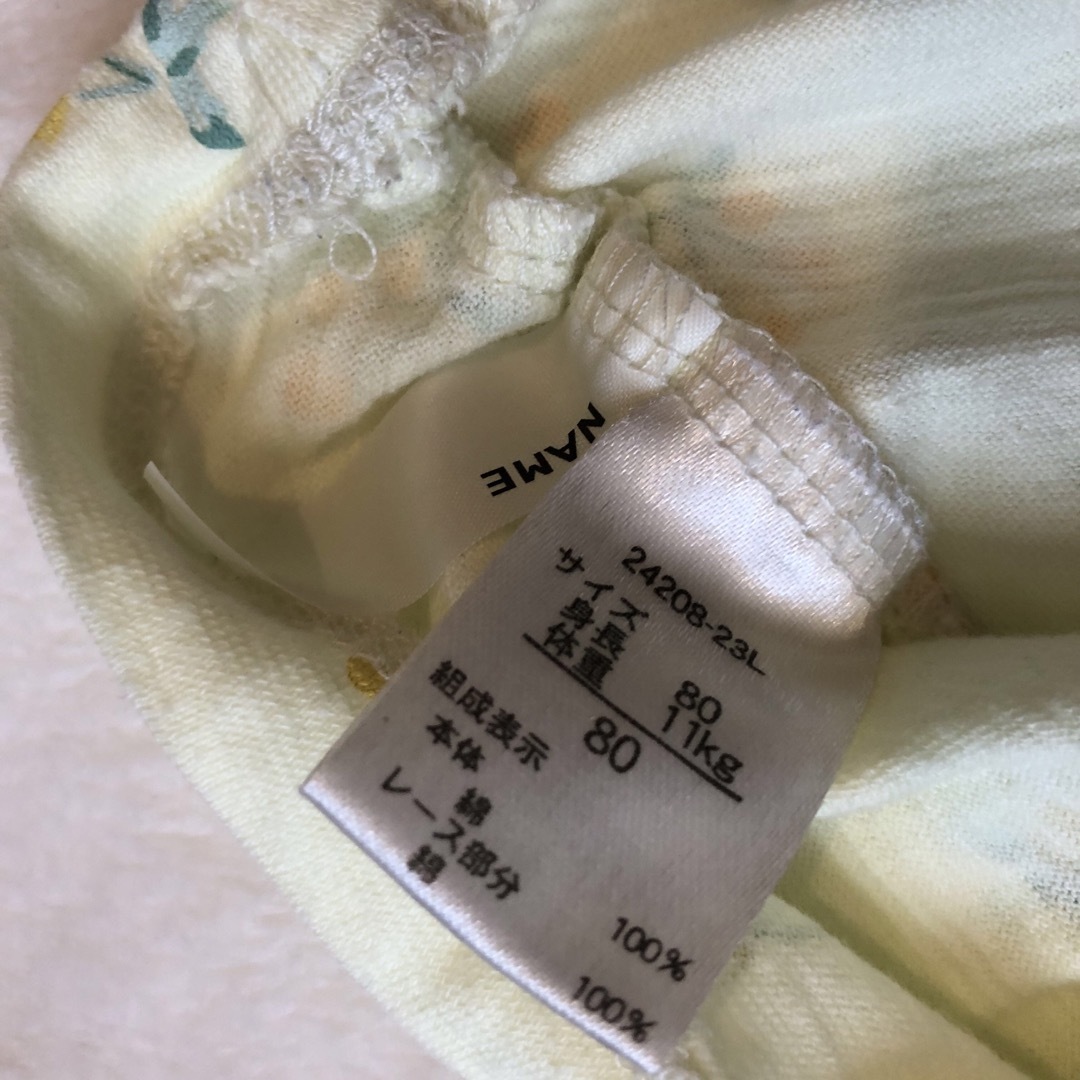 NAME
24208-23L
サイズ
身長 80
体重 11kg
80
組成表示
本体
綿 100%
レース部分
綿 100%